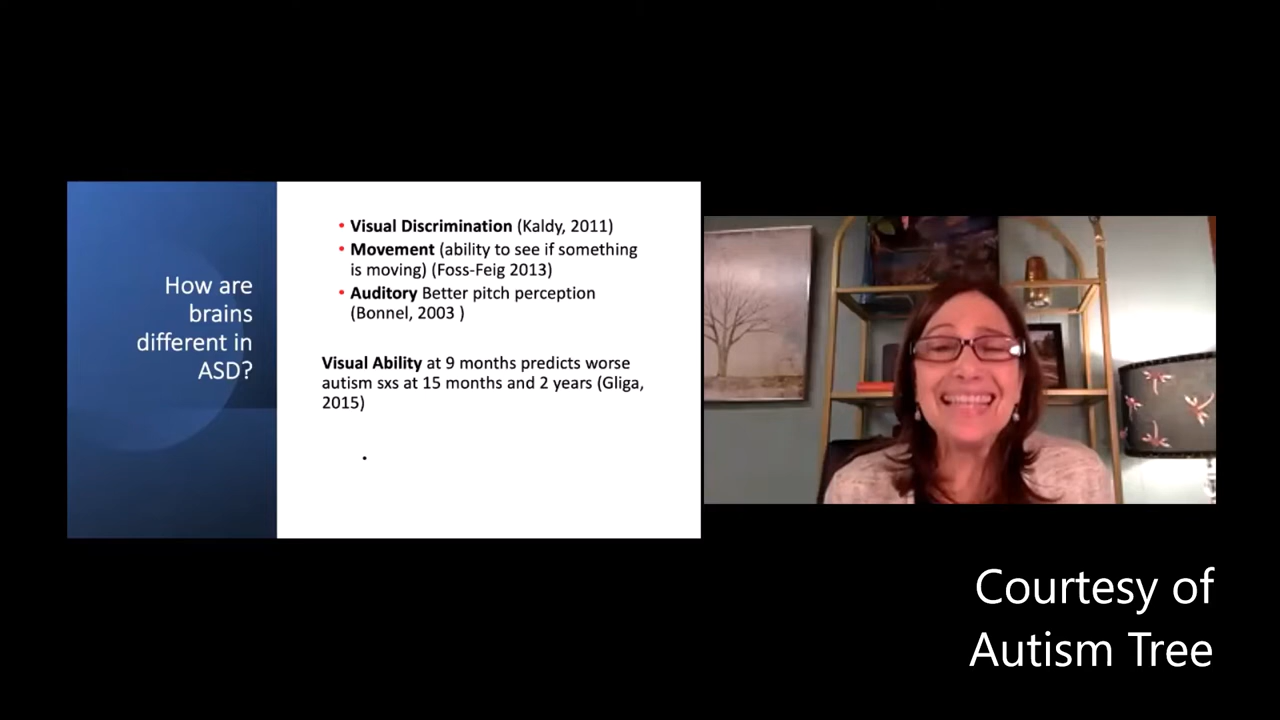 How are
brains
different in
ASD?
• Visual Discrimination (Kaldy, 2011)
• Movement (ability to see if something
is moving) (Foss-Feig 2013)
• Auditory Better pitch perception
(Bonnel, 2003 )
Visual Ability at 9 months predicts worse
autism sxs at 15 months and 2 years (Gliga,
2015)
•
Courtesy of
Autism Tree